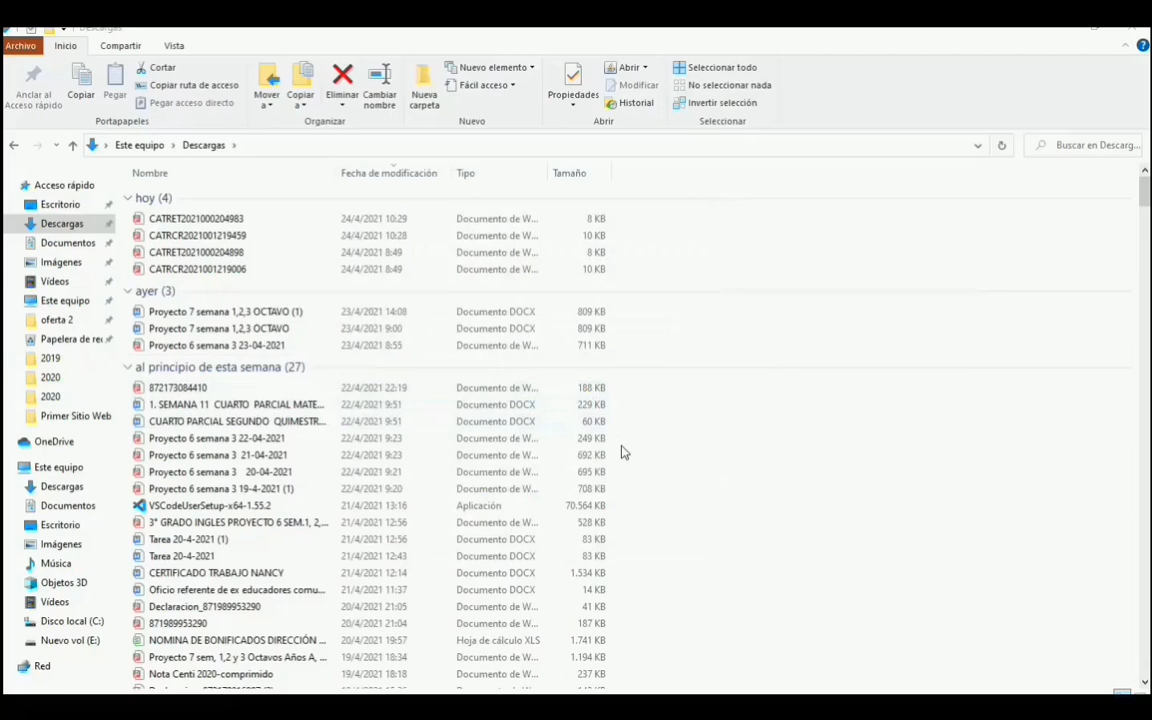 Descargas
Archivo Inicio Compartir Vista
Anclar al Acceso rápido
Copiar
Pegar
Cortar
Copiar ruta de acceso
Pegar acceso directo
Mover a
Copiar a
Eliminar
Cambiar nombre
Nueva carpeta
Nuevo elemento
Fácil acceso
Propiedades
Abrir
Modificar
Historial
Seleccionar todo
No seleccionar nada
Invertir selección
Portapapeles Organizar Nuevo Abrir Seleccionar
Este equipo > Descargas > Buscar en Descarg...
Nombre Fecha de modificación Tipo Tamaño
Acceso rápido
Escritorio
Descargas
Documentos
Imágenes
Vídeos
Este equipo
oferta 2
Papelera de rec
2019
2020
2020
Primer Sitio Web
OneDrive
Este equipo
Descargas
Documentos
Escritorio
Imágenes
Música
Objetos 3D
Vídeos
Disco local (C:)
Nuevo vol (E:)
Red
hoy (4)
CATRET2021000204983 24/4/2021 10:29 Documento de W... 8 KB
CATRCR2021001219459 24/4/2021 10:28 Documento de W... 10 KB
CATRET2021000204898 24/4/2021 8:49 Documento de W... 8 KB
CATRCR2021001219006 24/4/2021 8:49 Documento de W... 10 KB
ayer (3)
Proyecto 7 semana 1,2,3 OCTAVO (1) 23/4/2021 14:08 Documento DOCX 809 KB
Proyecto 7 semana 1,2,3 OCTAVO 23/4/2021 9:00 Documento DOCX 809 KB
Proyecto 6 semana 3 23-04-2021 23/4/2021 8:55 Documento de W... 711 KB
al principio de esta semana (27)
872173084410 22/4/2021 22:19 Documento de W... 188 KB
1. SEMANA 11 CUARTO PARCIAL MATE... 22/4/2021 9:51 Documento DOCX 229 KB
CUARTO PARCIAL SEGUNDO QUIMESTR... 22/4/2021 9:51 Documento DOCX 60 KB
Proyecto 6 semana 3 22-04-2021 22/4/2021 9:23 Documento de W... 249 KB
Proyecto 6 semana 3 21-04-2021 22/4/2021 9:23 Documento de W... 692 KB
Proyecto 6 semana 3 20-04-2021 22/4/2021 9:21 Documento de W... 695 KB
Proyecto 6 semana 3 19-4-2021 (1) 22/4/2021 9:20 Documento de W... 708 KB
VSCodeUserSetup-x64-1.55.2 21/4/2021 13:16 Aplicación 70.564 KB
3° GRADO INGLES PROYECTO 6 SEM.1, 2,... 21/4/2021 12:56 Documento de W... 528 KB
Tarea 20-4-2021 (1) 21/4/2021 12:56 Documento DOCX 83 KB
Tarea 20-4-2021 21/4/2021 12:43 Documento DOCX 83 KB
CERTIFICADO TRABAJO NANCY 21/4/2021 12:14 Documento DOCX 1.534 KB
Oficio referente de ex educadores comu... 21/4/2021 11:37 Documento DOCX 14 KB
Declaracion_871989953290 20/4/2021 21:05 Documento de W... 41 KB
871989953290 20/4/2021 21:04 Documento de W... 187 KB
NOMINA DE BONIFICADOS DIRECCIÓN ... 20/4/2021 19:57 Hoja de cálculo XLS 1.741 KB
Proyecto 7 sem, 1,2 y 3 Octavos Años A, ... 19/4/2021 18:34 Documento de W... 1.194 KB
Nota Centi 2020-comprimido 19/4/2021 18:18 Documento de W... 237 KB